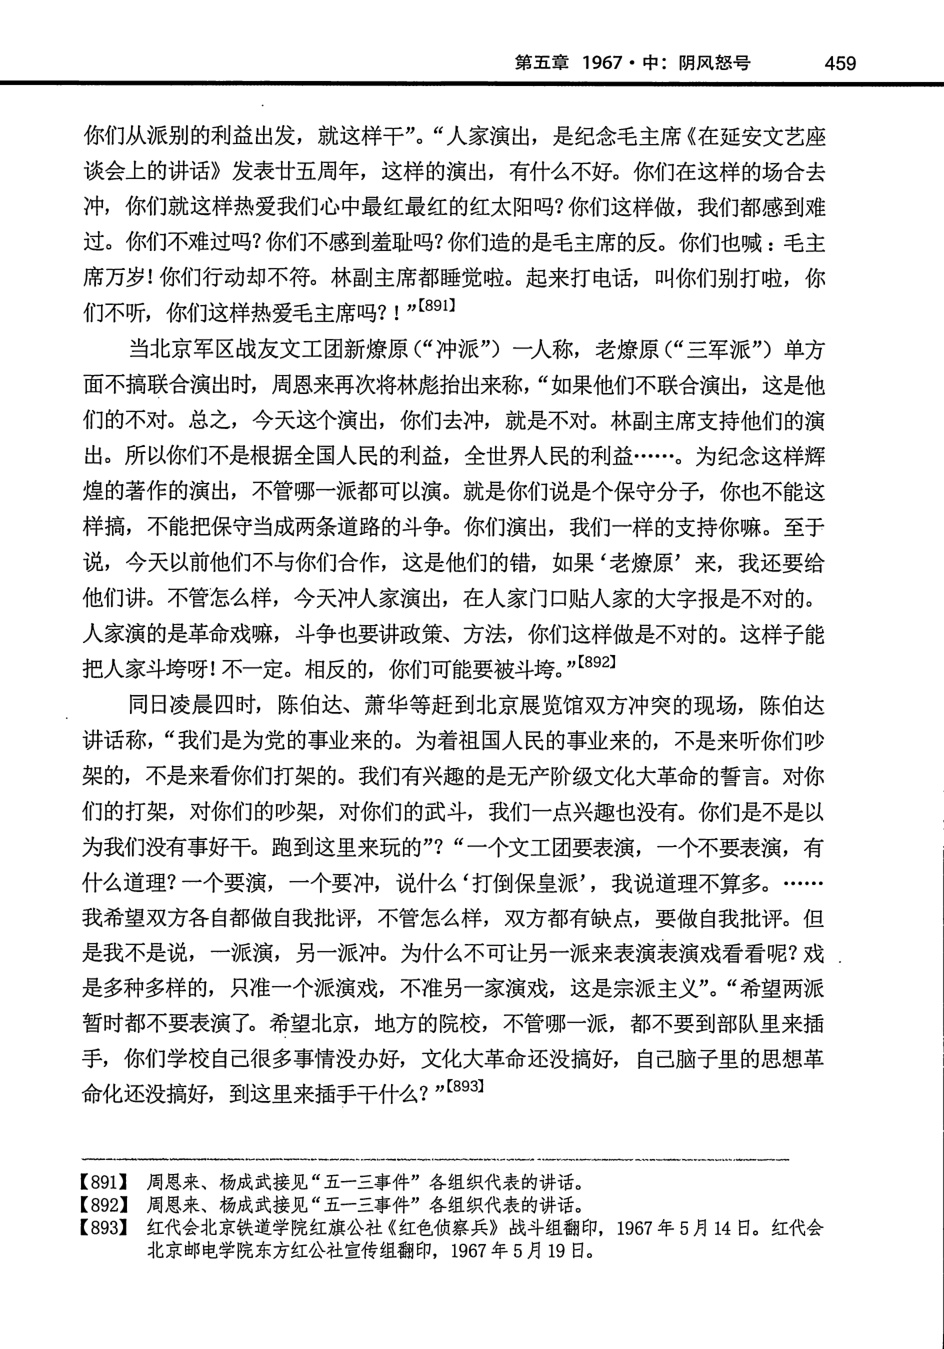 第五章 1967·中：阴风怒号 459
你们从派别的利益出发，就这样干”。“人家演出，是纪念毛主席《在延安文艺座
谈会上的讲话》发表廿五周年，这样的演出，有什么不好。你们在这样的场合去
冲，你们就这样热爱我们心中最红最红的红太阳吗？你们这样做，我们都感到难
过。你们不难过吗？你们不感到羞耻吗？你们造的是毛主席的反。你们也喊：毛主
席万岁！你们行动却不符。林副主席都睡觉啦。起来打电话，叫你们别打啦，你
们不听，你们这样热爱毛主席吗？！”【891】
当北京军区战友文工团新燎原（“冲派”）一人称，老燎原（“三军派”）单方
面不搞联合演出时，周恩来再次将林彪抬出来称，“如果他们不联合演出，这是他
们的不对。总之，今天这个演出，你们去冲，就是不对。林副主席支持他们的演
出。所以你们不是根据全国人民的利益，全世界人民的利益……。为纪念这样辉
煌的著作的演出，不管哪一派都可以演。就是你们说是个保守分子，你也不能这
样搞，不能把保守当成两条道路的斗争。你们演出，我们一样的支持你嘛。至于
说，今天以前他们不与你们合作，这是他们的错，如果‘老燎原’来，我还要给
他们讲。不管怎么样，今天冲人家演出，在人家门口贴人家的大字报是不对的。
人家演的是革命戏嘛，斗争也要讲政策、方法，你们这样做是不对的。这样子能
把人家斗垮呀！不一定。相反的，你们可能要被斗垮。”【892】
同日凌晨四时，陈伯达、萧华等赶到北京展览馆双方冲突的现场，陈伯达
讲话称，“我们是为党的事业来的。为着祖国人民的事业来的，不是来听你们吵
架的，不是来看你们打架的。我们有兴趣的是无产阶级文化大革命的誓言。对你
们的打架，对你们的吵架，对你们的武斗，我们一点兴趣也没有。你们是不是以
为我们没有事好干。跑到这里来玩的”？“一个文工团要表演，一个不要表演，有
什么道理？一个要演，一个要冲，说什么‘打倒保皇派’，我说道理不算多。……
我希望双方各自都做自我批评，不管怎么样，双方都有缺点，要做自我批评。但
是我不是说，一派演，另一派冲。为什么不可让另一派来表演表演戏看看呢？戏
是多种多样的，只准一个派演戏，不准另一家演戏，这是宗派主义”。“希望两派
暂时都不要表演了。希望北京，地方的院校，不管哪一派，都不要到部队里来插
手，你们学校自己很多事情没办好，文化大革命还没搞好，自己脑子里的思想革
命化还没搞好，到这里来插手干什么？”【893】
【891】 周恩来、杨成武接见“五一三事件”各组织代表的讲话。
【892】 周恩来、杨成武接见“五一三事件”各组织代表的讲话。
【893】 红代会北京铁道学院红旗公社《红色侦察兵》战斗组翻印，1967 年 5 月 14 日。红代会
北京邮电学院东方红公社宣传组翻印，1967 年 5 月 19 日。